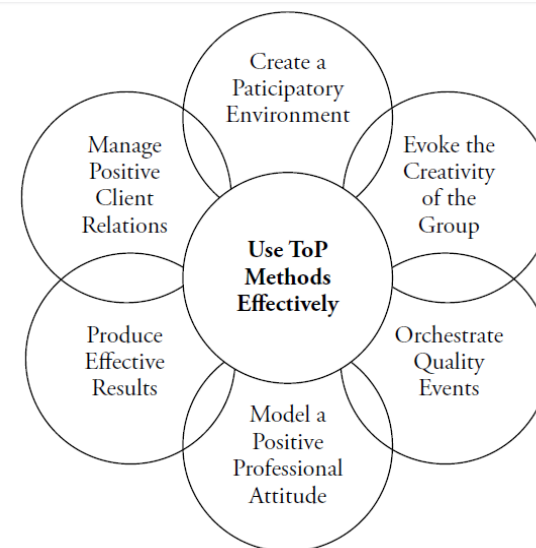 Create a
Paticipatory
Environment
Manage
Positive
Client
Relations
Evoke the
Creativity
of the
Group
Use ToP
Methods
Effectively
Produce
Effective
Results
Orchestrate
Quality
Events
Model a
Positive
Professional
Attitude